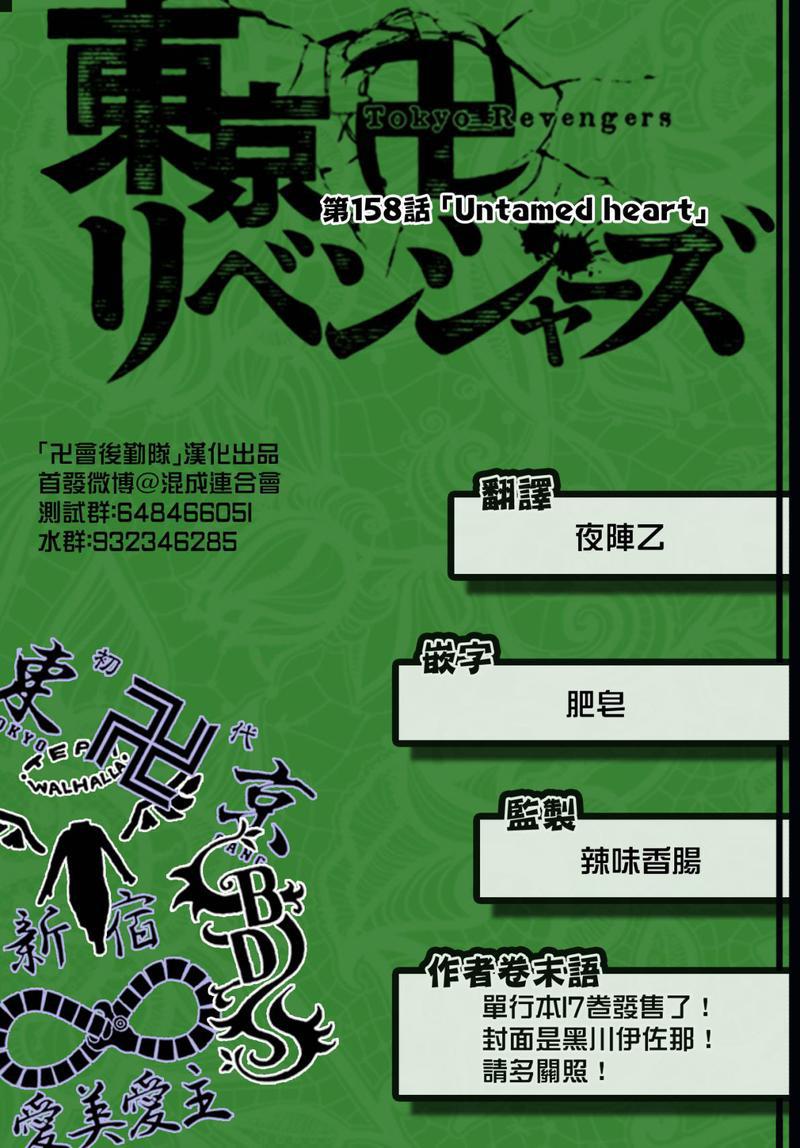 東京卍
Tokyo Revengers
第158話「Untamed heart」
リベンジャーズ
「卍會後勤隊」漢化出品
首發微博@混成連合會
測試群:648466051
水群:932346285
翻譯
夜陣乙
嵌字
肥皂
監製
辣味香腸
作者卷末語
單行本17卷發售了！
封面是黑川伊佐那！
請多關照！
初代
東卍京
TOKYO
GANG
WALHALLA
新宿
BD
愛美愛主